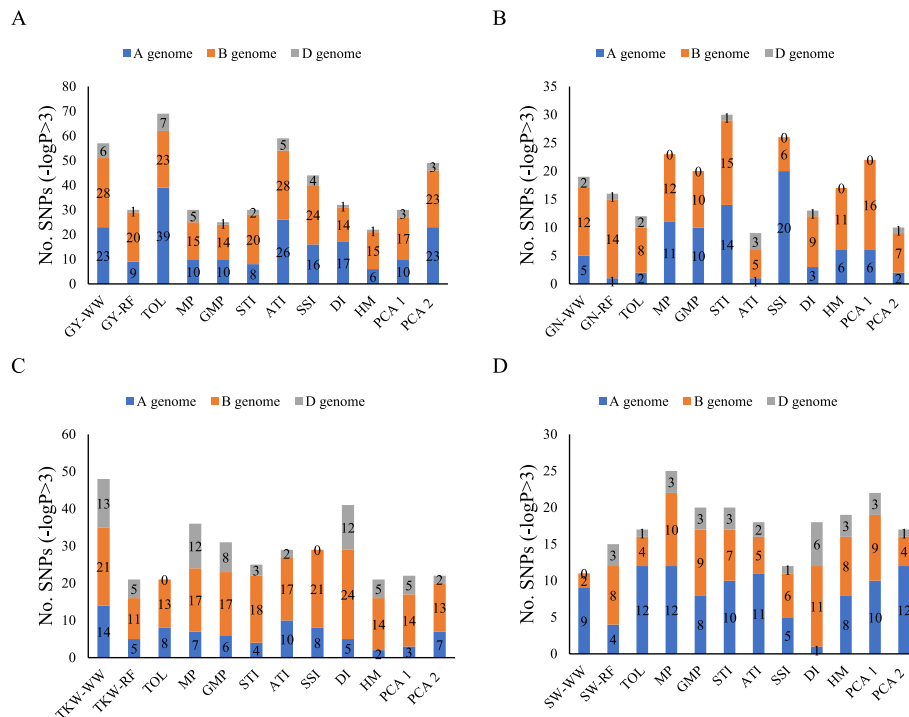 A
A genome B genome D genome
No. SNPs (-logP>3)
80
70
60
50
40
30
20
10
0
6 1 7 5 1 2 5 4 1 1 3 3
28 20 23 15 14 20 28 24 14 15 17 23
23 9 39 10 10 8 26 16 17 6 10 23
GY-WW GY-RF TOL MP GMP STI ATI SSI DI HM PCA 1 PCA 2
B
A genome B genome D genome
No. SNPs (-logP>3)
35
30
25
20
15
10
5
0
2 1 2 0 0 1 3 0 1 0 0 1
12 14 8 12 10 15 5 6 9 11 16 7
5 1 2 11 10 14 1 20 3 6 6 2
GN-WW GN-RF TOL MP GMP STI ATI SSI DI HM PCA 1 PCA 2
C
A genome B genome D genome
No. SNPs (-logP>3)
60
50
40
30
20
10
0
13 5 0 12 8 3 2 0 12 5 5 2
21 11 13 17 17 18 17 21 24 14 14 13
14 5 8 7 6 4 10 8 5 2 3 7
TKW-WW TKW-RF TOL MP GMP STI ATI SSI DI HM PCA 1 PCA 2
D
A genome B genome D genome
No. SNPs (-logP>3)
30
25
20
15
10
5
0
0 3 1 3 3 3 2 1 6 3 3 1
2 8 4 10 9 7 5 6 11 8 9 4
9 4 12 12 8 10 11 5 1 8 10 12
SW-WW SW-RF TOL MP GMP STI ATI SSI DI HM PCA 1 PCA 2